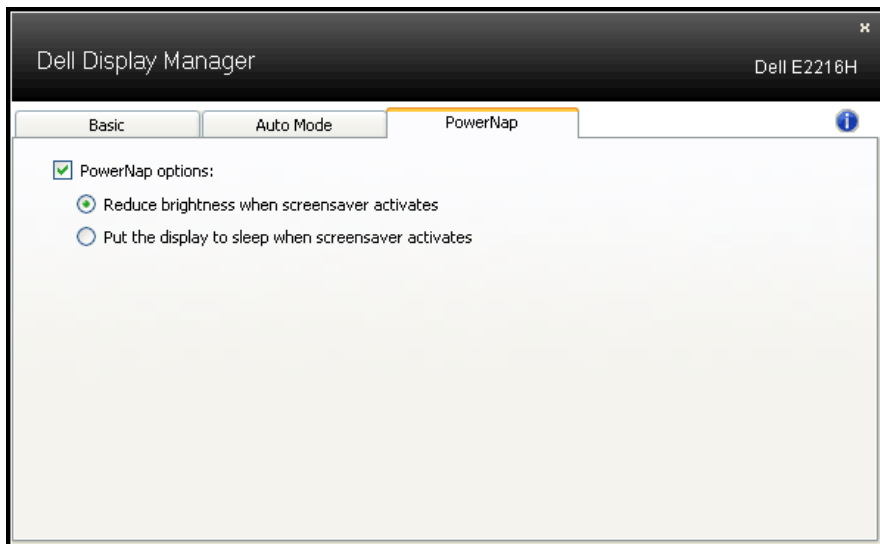 Dell Display Manager
Dell E2216H
Basic
Auto Mode
PowerNap
PowerNap options:
Reduce brightness when screensaver activates
Put the display to sleep when screensaver activates